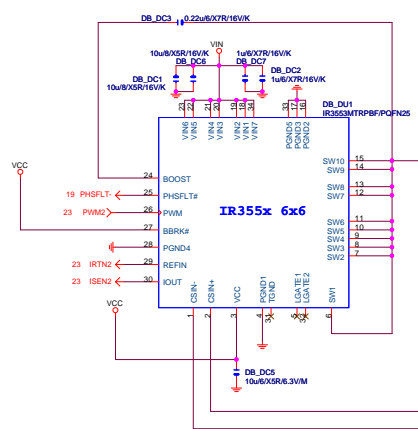 DB_DC3 0.22u/6/X7R/16V/K
10u/8/X5R/16V/K VIN 1u/6/X7R/16V/K
DB_DC6 DB_DC7
DB_DC1 DB_DC2
10u/8/X5R/16V/K 1u/6/X7R/16V/K
DB_DU1
IR3553MTRPBF/PQFN25
23 22 21 20 19 18 1 34 33 17 16
VIN6 VIN5 VIN4 VIN3 VIN2 VIN1 VIN7 PGND5 PGND3 PGND2
VCC
24 BOOST
19 PHSFLT- 25 PHSFLT#
23 PWM2 26 PWM
27 BBRK#
28 PGND4
23 IRTN2 29 REFIN
23 ISEN2 30 IOUT
IR355x 6x6
SW10 15
SW9 14
SW8 13
SW7 12
SW6 11
SW5 10
SW4 9
SW3 8
SW2 7
CSIN- CSIN+ VCC PGND1 TGND LGATE1 LGATE2 SW1
1 2 3 4 31 5 6
VCC
DB_DC5
10u/6/X5R/6.3V/M